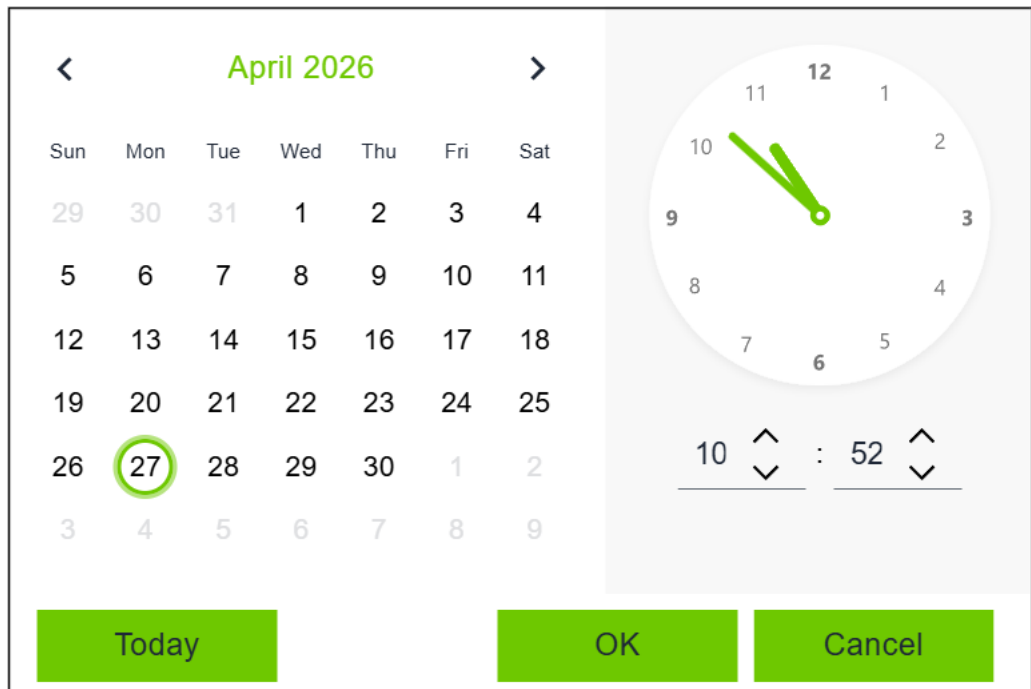 April 2026
Sun Mon Tue Wed Thu Fri Sat
29 30 31 1 2 3 4
5 6 7 8 9 10 11
12 13 14 15 16 17 18
19 20 21 22 23 24 25
26 27 28 29 30 1 2
3 4 5 6 7 8 9
12
11 1
10 2
9 3
8 4
7 5
6
10 : 52
Today OK Cancel